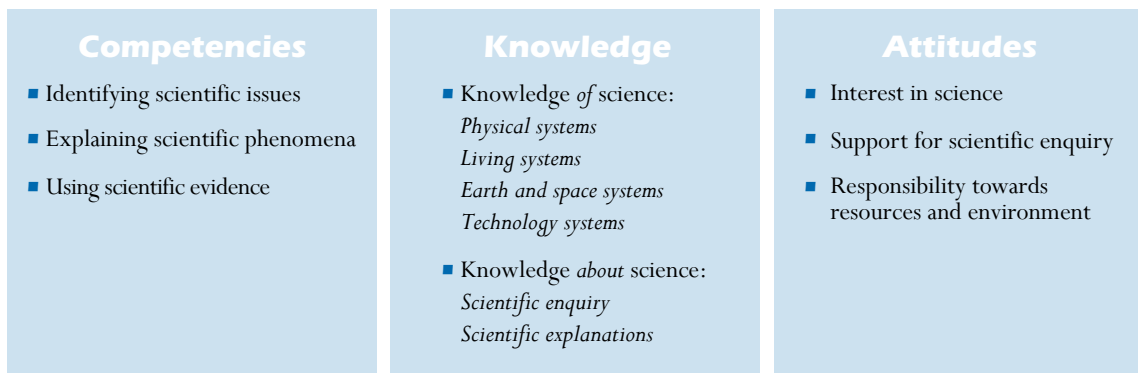 Competencies
Identifying scientific issues
Explaining scientific phenomena
Using scientific evidence
Knowledge
Knowledge of science:
Physical systems
Living systems
Earth and space systems
Technology systems
Knowledge about science:
Scientific enquiry
Scientific explanations
Attitudes
Interest in science
Support for scientific enquiry
Responsibility towards
resources and environment